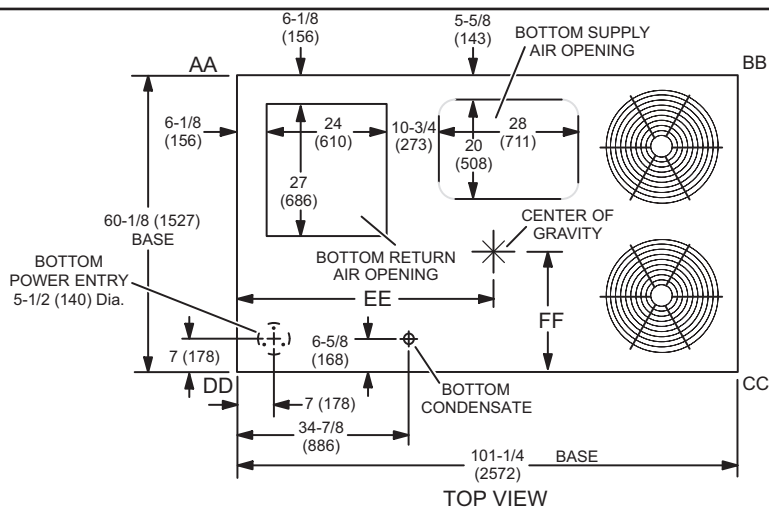 6-1/8
(156)
5-5/8
(143)
BOTTOM SUPPLY
AIR OPENING
AA
BB
6-1/8
(156)
24
(610)
10-3/4
(273)
28
(711)
20
(508)
27
(686)
60-1/8 (1527)
BASE
CENTER OF
GRAVITY
BOTTOM RETURN
AIR OPENING
BOTTOM
POWER ENTRY
5-1/2 (140) Dia.
EE
FF
7 (178)
6-5/8
(168)
DD
CC
7 (178)
BOTTOM
CONDENSATE
34-7/8
(886)
101-1/4
(2572)
BASE
TOP VIEW